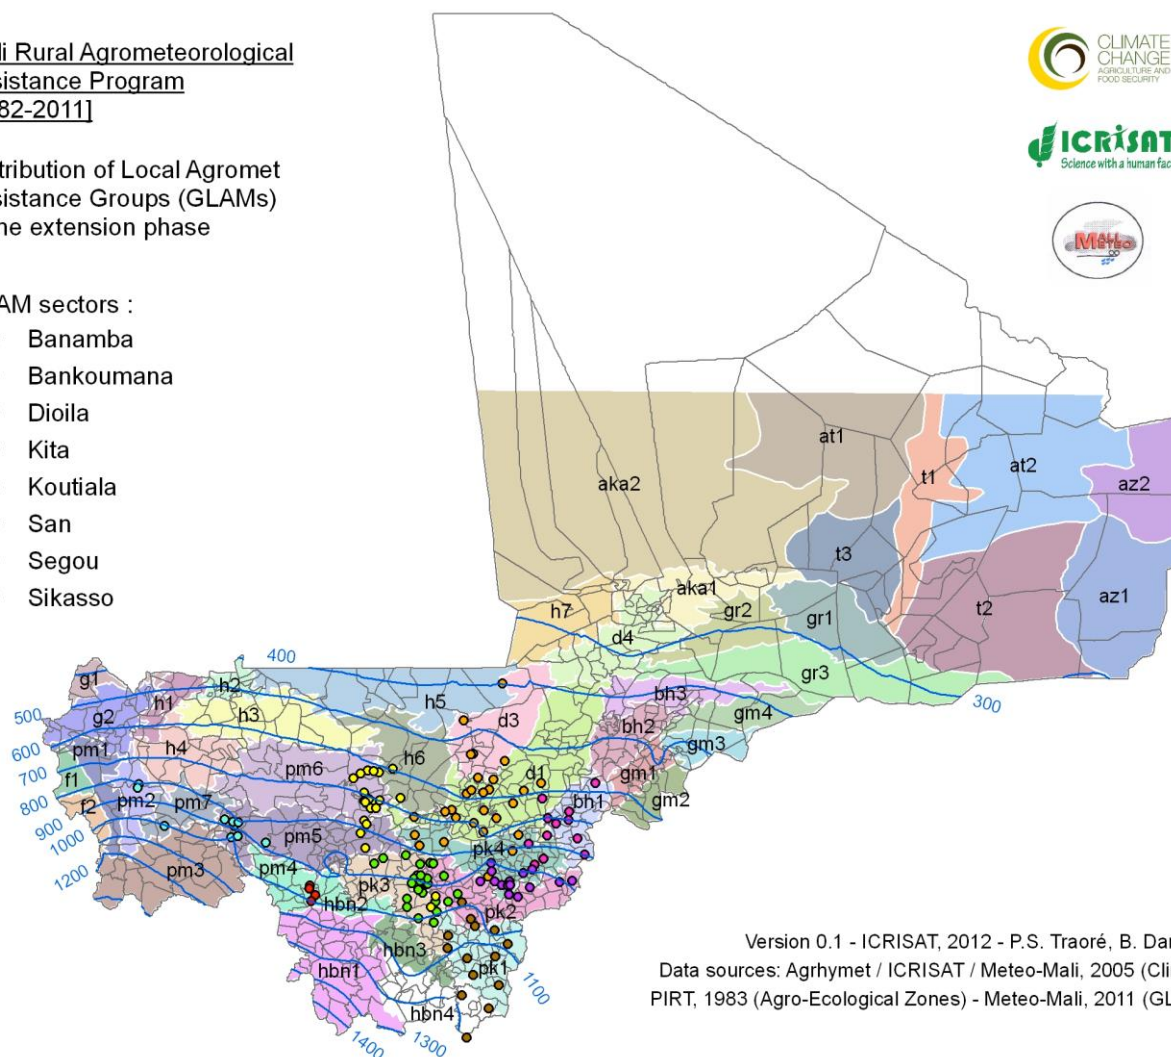 li Rural Agrometeorological
sistance Program
82-2011]
tribution of Local Agromet
sistance Groups (GLAMs)
ne extension phase
AM sectors :
Banamba
Bankoumana
Dioila
Kita
Koutiala
San
Segou
Sikasso
CLIMATE
CHANGE
AGRICULTURE AND
FOOD SECURITY
ICRISAT
Science with a human fac
MALI
METEO
at1
at2
t1
az2
aka2
t3
aka1
h7
gr2
gr1
t2
az1
d4
400
gr3
g1
h2
h1
h5
bh3
300
500
g2
h3
d3
bh2
gm4
600
pm1
h4
h6
gm3
700
f1
pm6
d1
gm1
800
f2
pm2
pm7
bh1
gm2
900
pm5
pk4
1000
1200
pm3
pm4
pk3
hbn2
pk2
hbn3
hbn1
pk1
1100
hbn4
1400
1300
Version 0.1 - ICRISAT, 2012 - P.S. Traoré, B. Dan
Data sources: Agrhymet / ICRISAT / Meteo-Mali, 2005 (Cli
PIRT, 1983 (Agro-Ecological Zones) - Meteo-Mali, 2011 (GL